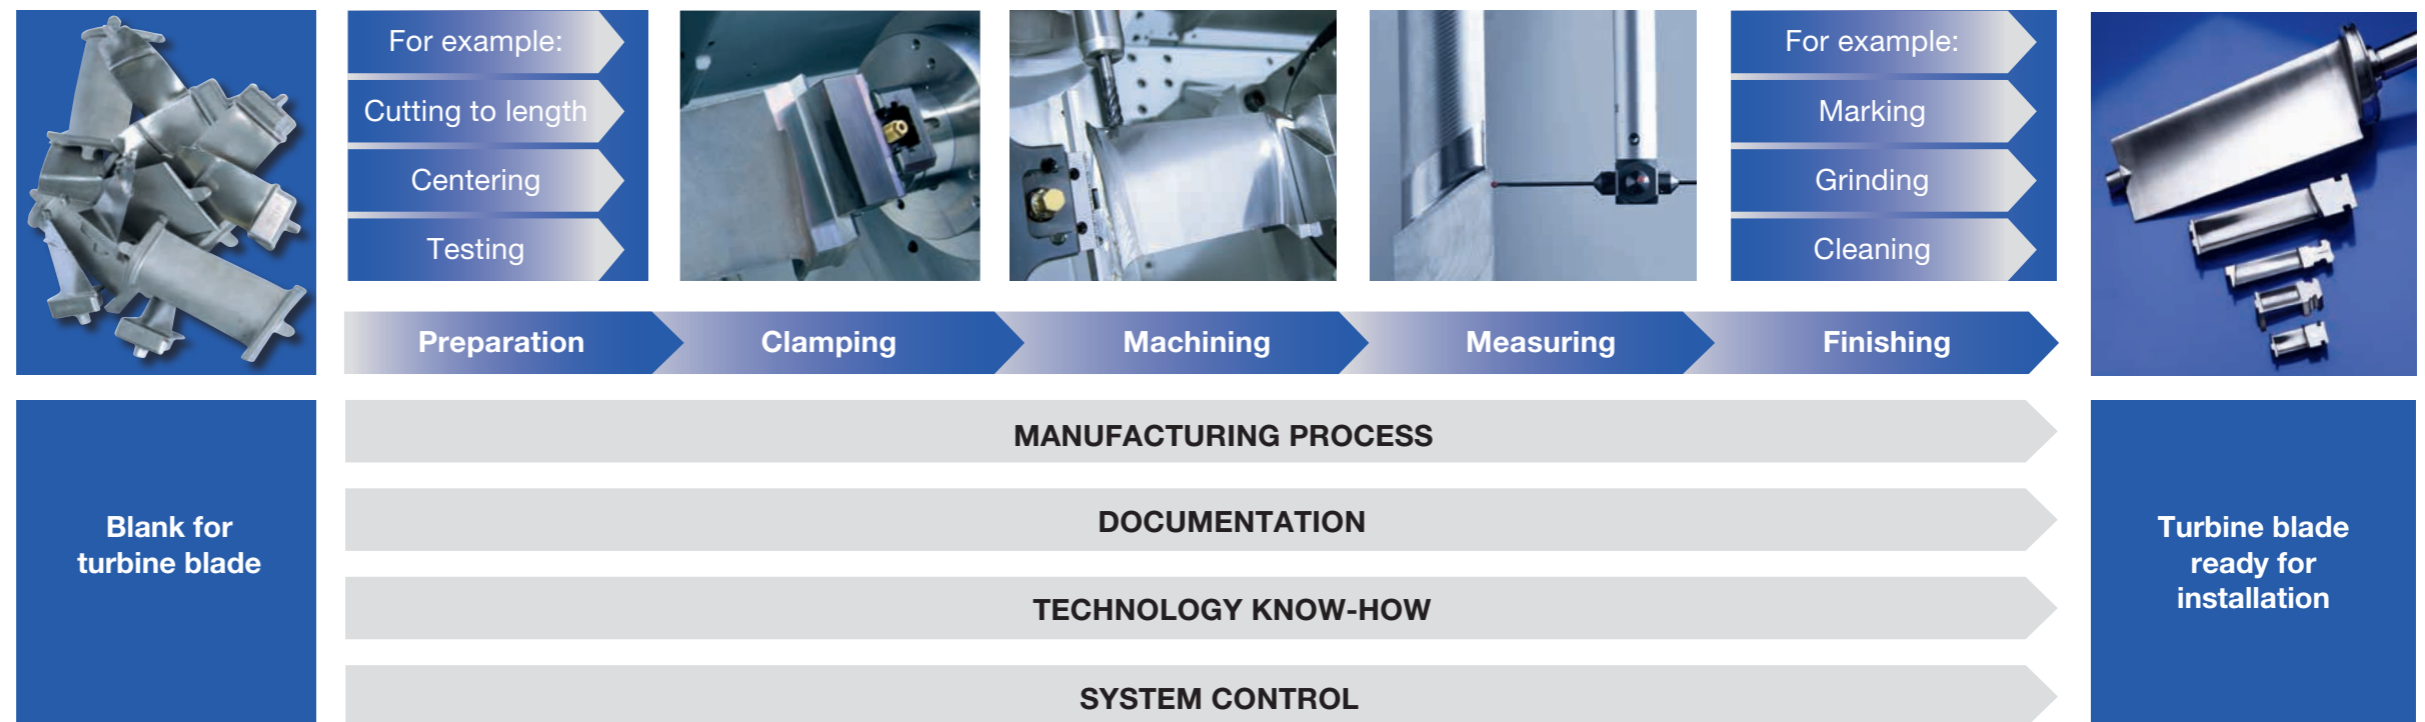 For example:
Cutting to length
Centering
Testing
For example:
Marking
Grinding
Cleaning
Preparation
Clamping
Machining
Measuring
Finishing
MANUFACTURING PROCESS
DOCUMENTATION
TECHNOLOGY KNOW-HOW
SYSTEM CONTROL
Blank for
turbine blade
Turbine blade
ready for
installation